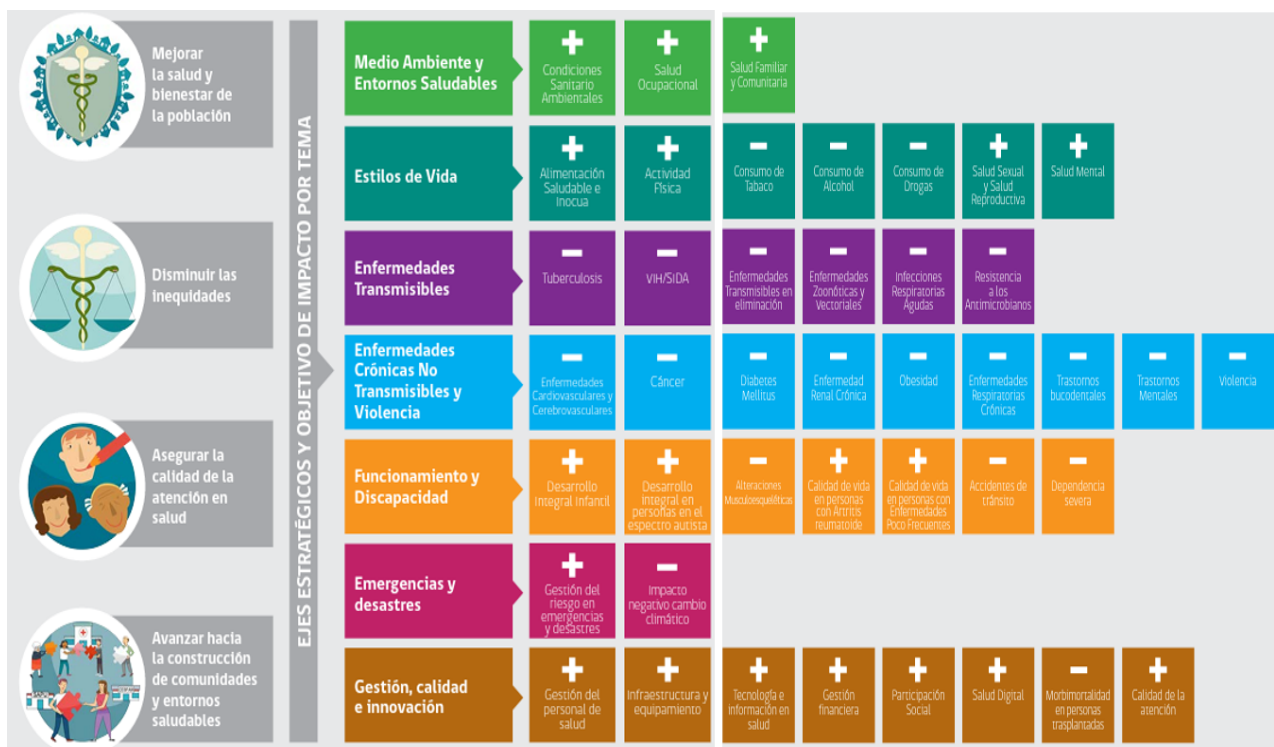 Mejorar
la salud y
bienestar de
la población
Disminuir las
inequidades
Asegurar la
calidad de la
atención en
salud
Avanzar hacia
la construcción
de comunidades
y entornos
saludables
EJES ESTRATÉGICOS Y OBJETIVO DE IMPACTO POR TEMA
Medio Ambiente y
Entornos Saludables
+
Condiciones
Sanitario
Ambientales
+
Salud
Ocupacional
+
Salud Familiar
y Comunitaria
Estilos de Vida
+
Alimentación
Saludable e
Inocua
+
Actividad
Física
−
Consumo de
Tabaco
−
Consumo de
Alcohol
−
Consumo de
Drogas
+
Salud Sexual
y Salud
Reproductiva
+
Salud Mental
Enfermedades
Transmisibles
−
Tuberculosis
−
VIH/SIDA
−
Enfermedades
Transmisibles en
eliminación
−
Enfermedades
Zoonóticas y
Vectoriales
−
Infecciones
Respiratorias
Agudas
−
Resistencia
a los
Antimicrobianos
Enfermedades
Crónicas No
Transmisibles y
Violencia
−
Enfermedades
Cardiovasculares y
Cerebrovasculares
−
Cáncer
−
Diabetes
Mellitus
−
Enfermedad
Renal Crónica
−
Obesidad
−
Enfermedades
Respiratorias
Crónicas
−
Trastornos
bucodentales
−
Trastornos
Mentales
−
Violencia
Funcionamiento y
Discapacidad
+
Desarrollo
Integral Infantil
+
Desarrollo
integral en
personas en el
espectro autista
−
Alteraciones
Musculoesqueléticas
+
Calidad de vida
en personas
con Artritis
reumatoide
+
Calidad de vida
en personas con
Enfermedades
Poco Frecuentes
−
Accidentes de
tránsito
−
Dependencia
severa
Emergencias y
desastres
+
Gestión del
riesgo en
emergencias
y desastres
−
Impacto
negativo cambio
climático
Gestión, calidad
e innovación
+
Gestión del
personal de
salud
+
Infraestructura y
equipamiento
+
Tecnología e
información en
salud
+
Gestión
financiera
+
Participación
Social
+
Salud Digital
−
Morbimortalidad
en personas
trasplantadas
+
Calidad de la
atención